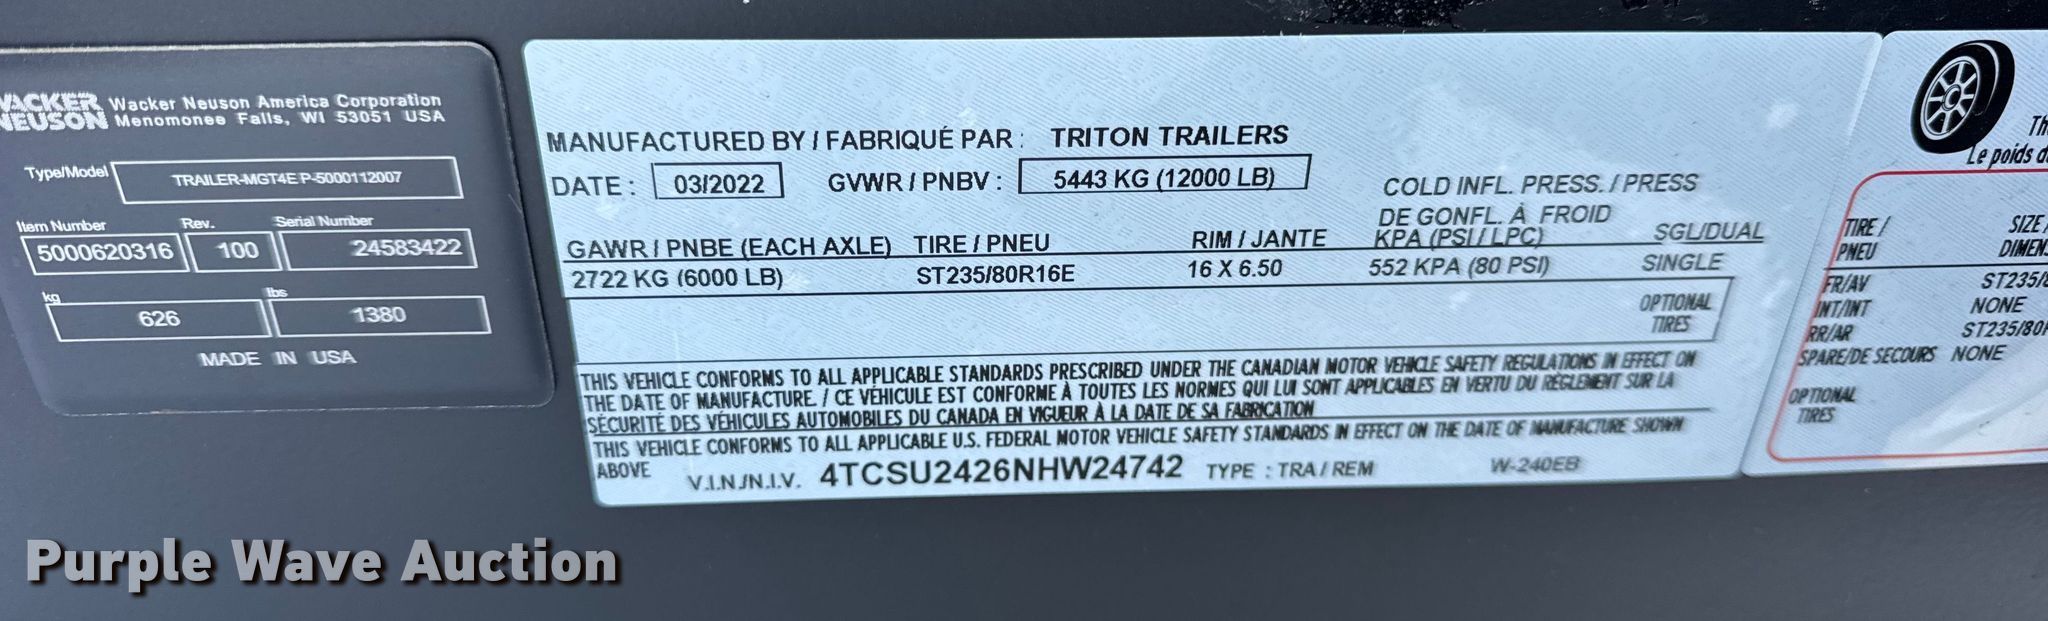 WACKER NEUSON
Wacker Neuson America Corporation
Menomonee Falls, WI 53051 USA
Type/Model TRAILER-MGT4E P-5000112007
Item Number Rev. Serial Number
5000620316 100 24583422
kg lbs
626 1380
MADE IN USA
MANUFACTURED BY / FABRIQUÉ PAR : TRITON TRAILERS
DATE : 03/2022 GVWR / PNBV : 5443 KG (12000 LB)
COLD INFL. PRESS. / PRESS
DE GONFL. À FROID
GAWR / PNBE (EACH AXLE) TIRE / PNEU RIM / JANTE KPA (PSI / LPC) SGL/DUAL
2722 KG (6000 LB) ST235/80R16E 16 X 6.50 552 KPA (80 PSI) SINGLE
OPTIONAL
TIRES
THIS VEHICLE CONFORMS TO ALL APPLICABLE STANDARDS PRESCRIBED UNDER THE CANADIAN MOTOR VEHICLE SAFETY REGULATIONS IN EFFECT ON
THE DATE OF MANUFACTURE. / CE VÉHICULE EST CONFORME À TOUTES LES NORMES QUI LUI SONT APPLICABLES EN VERTU DU RÈGLEMENT SUR LA
SÉCURITÉ DES VÉHICULES AUTOMOBILES DU CANADA EN VIGUEUR À LA DATE DE SA FABRICATION
THIS VEHICLE CONFORMS TO ALL APPLICABLE U.S. FEDERAL MOTOR VEHICLE SAFETY STANDARDS IN EFFECT ON THE DATE OF MANUFACTURE SHOWN
ABOVE V.I.N./N.I.V. 4TCSU2426NHW24742 TYPE : TRA / REM W-240EB
Th
Le poids d
TIRE / SIZE /
PNEU DIMEN
FR/AV ST235/8
INT/INT NONE
RR/AR ST235/80
SPARE/DE SECOURS NONE
OPTIONAL
TIRES
Purple Wave Auction